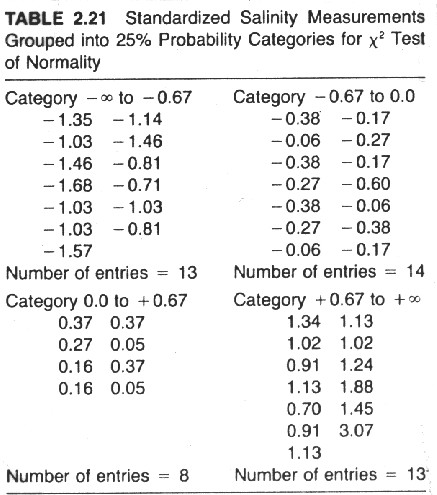 TABLE 2.21 Standardized Salinity Measurements
Grouped into 25% Probability Categories for χ² Test
of Normality
Category −∞ to −0.67
−1.35 −1.14
−1.03 −1.46
−1.46 −0.81
−1.68 −0.71
−1.03 −1.03
−1.03 −0.81
−1.57
Number of entries = 13
Category −0.67 to 0.0
−0.38 −0.17
−0.06 −0.27
−0.38 −0.17
−0.27 −0.60
−0.38 −0.06
−0.27 −0.38
−0.06 −0.17
Number of entries = 14
Category 0.0 to +0.67
0.37 0.37
0.27 0.05
0.16 0.37
0.16 0.05
Number of entries = 8
Category +0.67 to +∞
1.34 1.13
1.02 1.02
0.91 1.24
1.13 1.88
0.70 1.45
0.91 3.07
1.13
Number of entries = 13